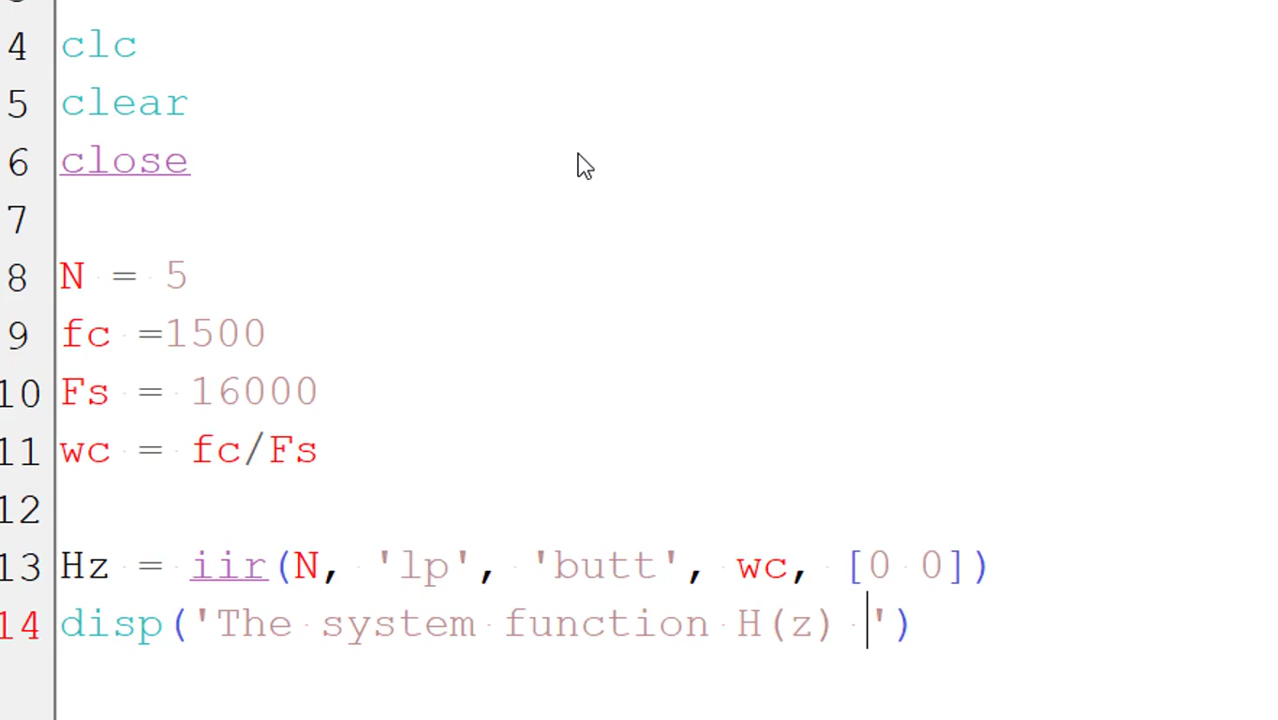 4 clc
5 clear
6 close
7
8 N = 5
9 fc =1500
10 Fs = 16000
11 wc = fc/Fs
12
13 Hz = iir(N, 'lp', 'butt', wc, [0 0])
14 disp('The system function H(z) ')